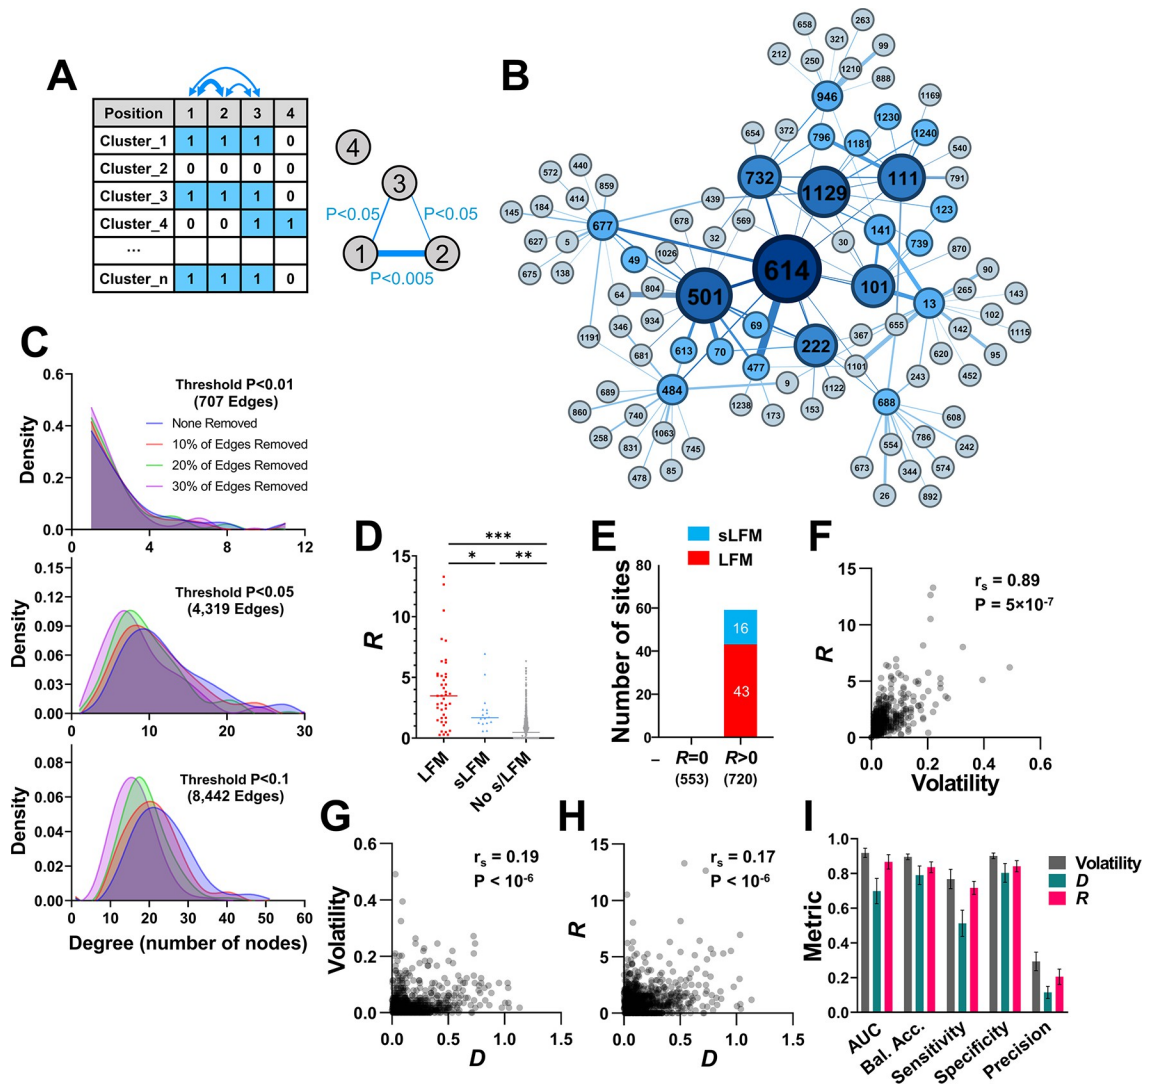 A
Position 1 2 3 4
Cluster_1 1 1 1 0
Cluster_2 0 0 0 0
Cluster_3 1 1 1 0
Cluster_4 0 0 1 1
...
Cluster_n 1 1 1 0
4
3
P<0.05 P<0.05
1 2
P<0.005
B
658 263
321 99
212 250 1210
888
946 1169
1230
654 372 796 1181 1240
540
572 440
732 1129 111 791
859
184 414 439
145 678 569 123
677 141
627 5 32 30 739 870
49 1026
614 90
675 138
804 101 265 143
64 501 13
102
934 69 655 142 1115
346 367
1191 613 70 222 620 95
681 477 1101 452
243
484 9 1122
689 688
860 740 1238 173 153 608
258 1063 554 786 242
831 745
673 344 574
478 85
26 892
C
Threshold P<0.01
(707 Edges)
None Removed
10% of Edges Removed
20% of Edges Removed
30% of Edges Removed
Density
0.6
0.4
0.2
0.0
0 4 8 12
Threshold P<0.05
(4,319 Edges)
Density
0.15
0.12
0.09
0.06
0.03
0.00
0 10 20 30
Threshold P<0.1
(8,442 Edges)
Density
0.08
0.06
0.04
0.02
0.00
0 10 20 30 40 50 60
Degree (number of nodes)
D
***
* **
R
15
10
5
0
LFM sLFM No s/LFM
E
sLFM
LFM
Number of sites
80
60
40
20
0
16
43
– R=0 R>0
(553) (720)
F
rs = 0.89
P = 5×10-7
R
15
10
5
0
0.0 0.2 0.4 0.6
Volatility
G
rs = 0.19
P < 10-6
Volatility
0.6
0.4
0.2
0.0
0.0 0.5 1.0 1.5
D
H
rs = 0.17
P < 10-6
R
15
10
5
0
0.0 0.5 1.0 1.5
D
I
Volatility
D
R
Metric
1.0
0.8
0.6
0.4
0.2
0.0
AUC
Bal. Acc.
Sensitivity
Specificity
Precision